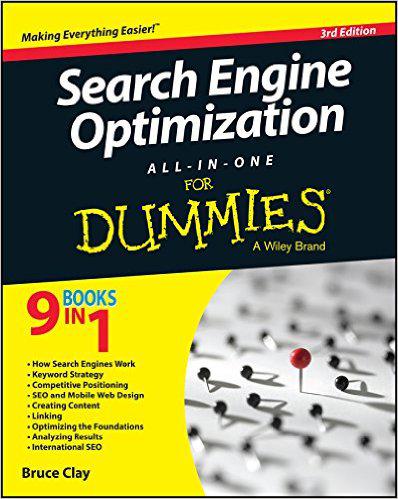 Making Everything Easier!™
3rd Edition
Search Engine
Optimization
ALL-IN-ONE
FOR
DUMMIES®
A Wiley Brand
9 BOOKS
IN 1
• How Search Engines Work
• Keyword Strategy
• Competitive Positioning
• SEO and Mobile Web Design
• Creating Content
• Linking
• Optimizing the Foundations
• Analyzing Results
• International SEO
Bruce Clay